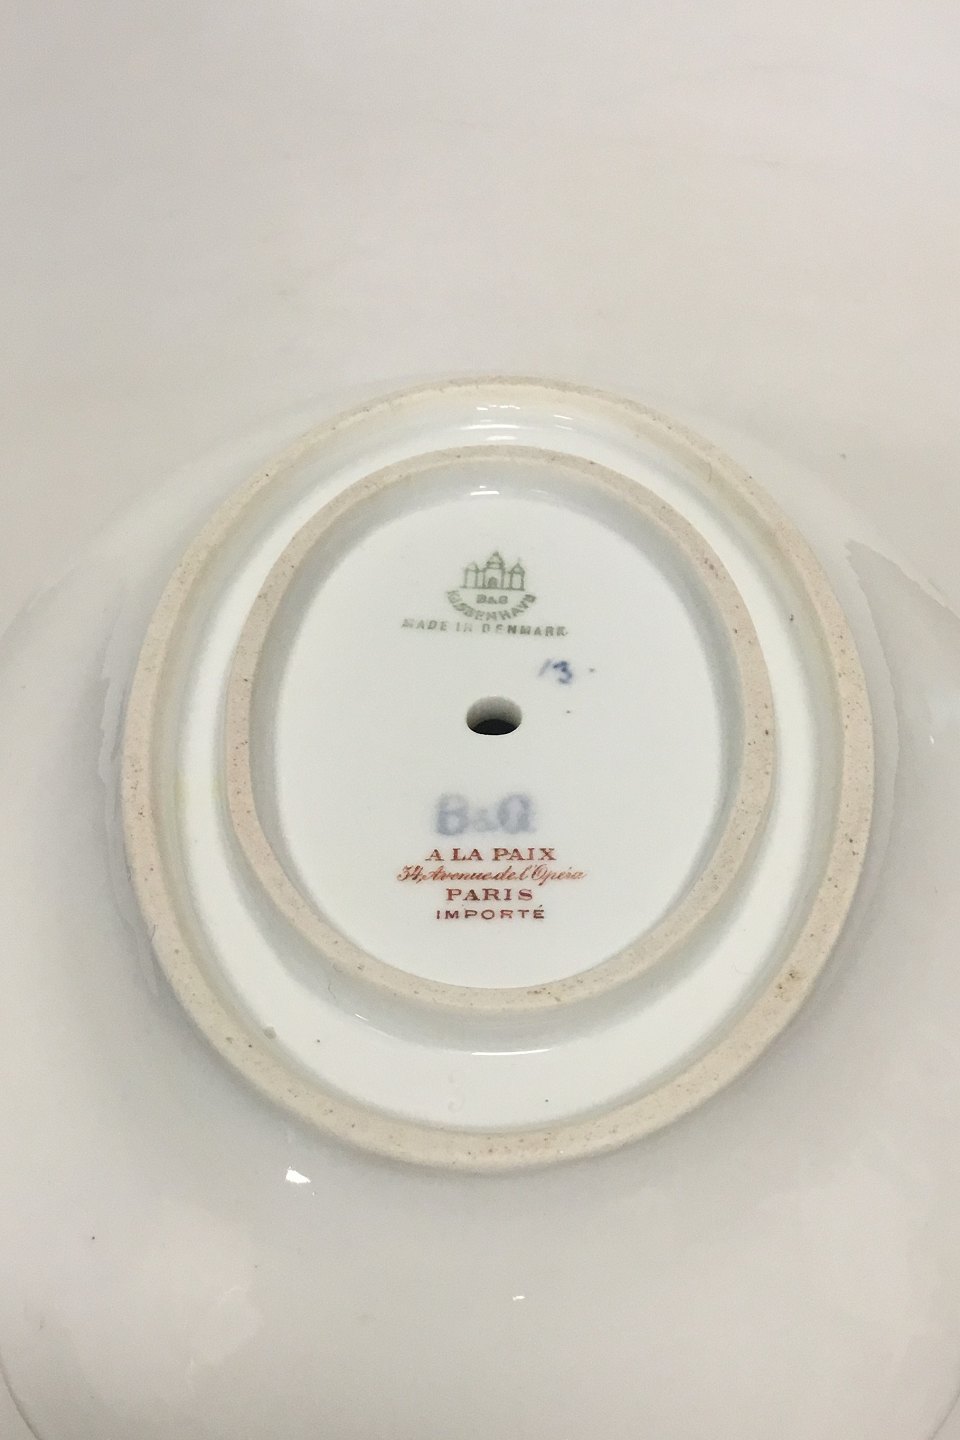 B&G
KJØBENHAVN
MADE IN DENMARK
13
B&G
A LA PAIX
34, Avenue de l'Opéra
PARIS
IMPORTÉ